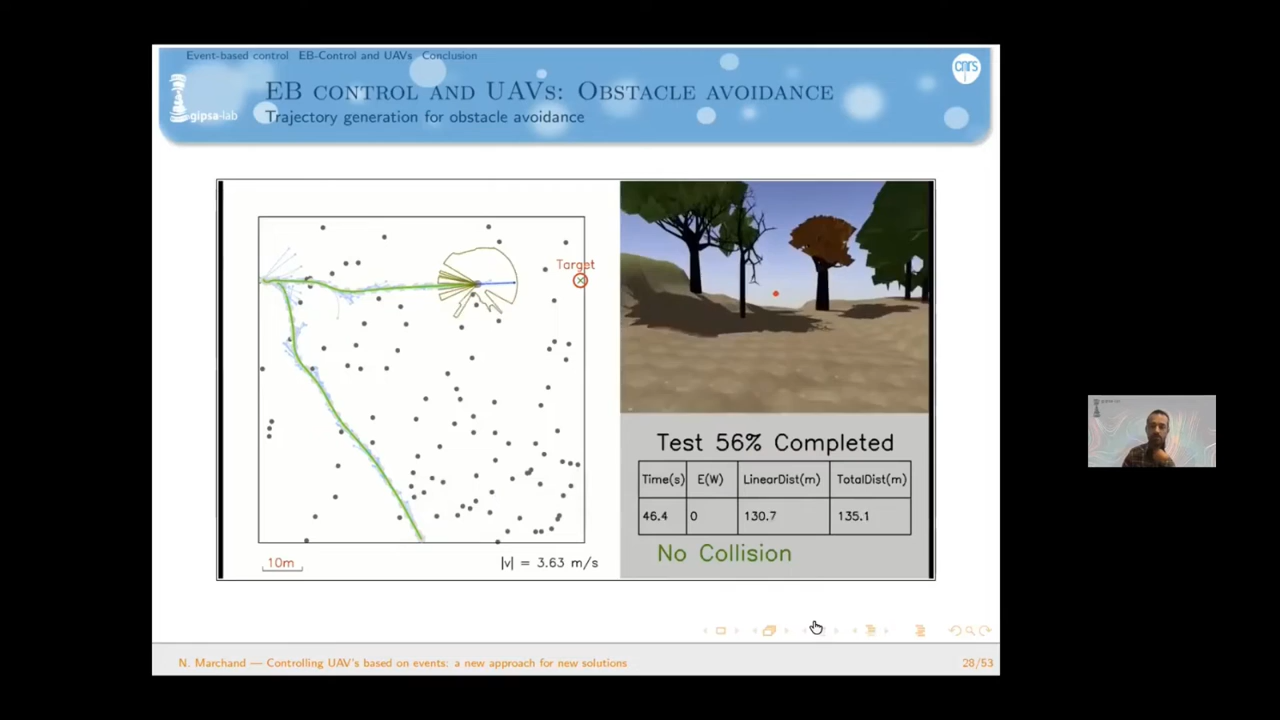 Event-based control EB-Control and UAVs Conclusion
EB CONTROL AND UAVS: OBSTACLE AVOIDANCE
Trajectory generation for obstacle avoidance
gipsa-lab
cnrs
Target
10m
|v| = 3.63 m/s
Test 56% Completed
Time(s) E(W) LinearDist(m) TotalDist(m)
46.4 0 130.7 135.1
No Collision
N. Marchand — Controlling UAV's based on events: a new approach for new solutions
28/53